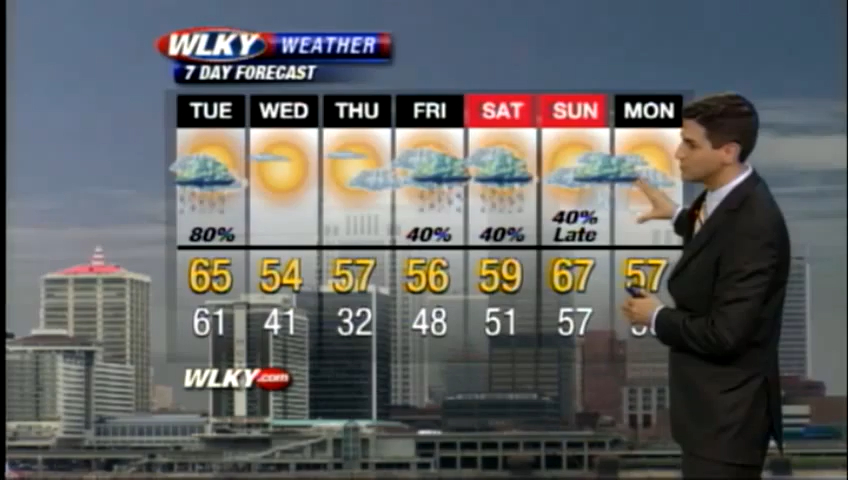 WLKY WEATHER
7 DAY FORECAST
TUE WED THU FRI SAT SUN MON
80% 40% 40% 40% Late
65 54 57 56 59 67 57
61 41 32 48 51 57
WLKY.com